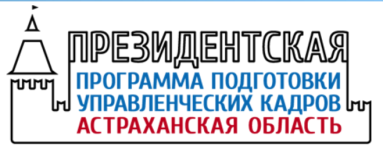 ПРЕЗИДЕНТСКАЯ
ПРОГРАММА ПОДГОТОВКИ
УПРАВЛЕНЧЕСКИХ КАДРОВ
АСТРАХАНСКАЯ ОБЛАСТЬ